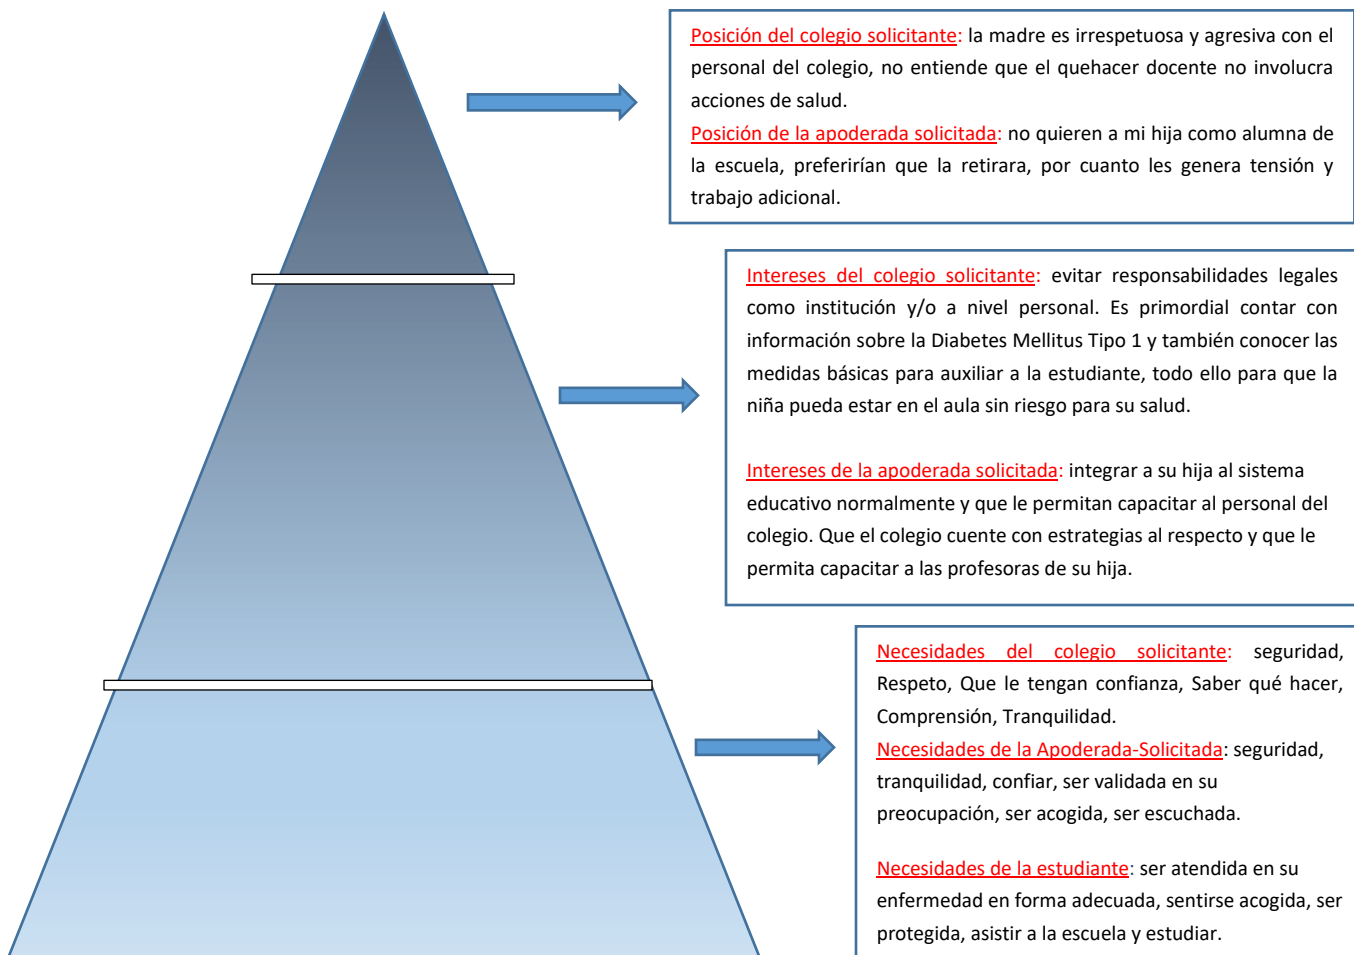 Posición del colegio solicitante: la madre es irrespetuosa y agresiva con el
personal del colegio, no entiende que el quehacer docente no involucra
acciones de salud.
Posición de la apoderada solicitada: no quieren a mi hija como alumna de
la escuela, preferirían que la retirara, por cuanto les genera tensión y
trabajo adicional.
Intereses del colegio solicitante: evitar responsabilidades legales
como institución y/o a nivel personal. Es primordial contar con
información sobre la Diabetes Mellitus Tipo 1 y también conocer las
medidas básicas para auxiliar a la estudiante, todo ello para que la
niña pueda estar en el aula sin riesgo para su salud.
Intereses de la apoderada solicitada: integrar a su hija al sistema
educativo normalmente y que le permitan capacitar al personal del
colegio. Que el colegio cuente con estrategias al respecto y que le
permita capacitar a las profesoras de su hija.
Necesidades del colegio solicitante: seguridad,
Respeto, Que le tengan confianza, Saber qué hacer,
Comprensión, Tranquilidad.
Necesidades de la Apoderada-Solicitada: seguridad,
tranquilidad, confiar, ser validada en su
preocupación, ser acogida, ser escuchada.
Necesidades de la estudiante: ser atendida en su
enfermedad en forma adecuada, sentirse acogida, ser
protegida, asistir a la escuela y estudiar.